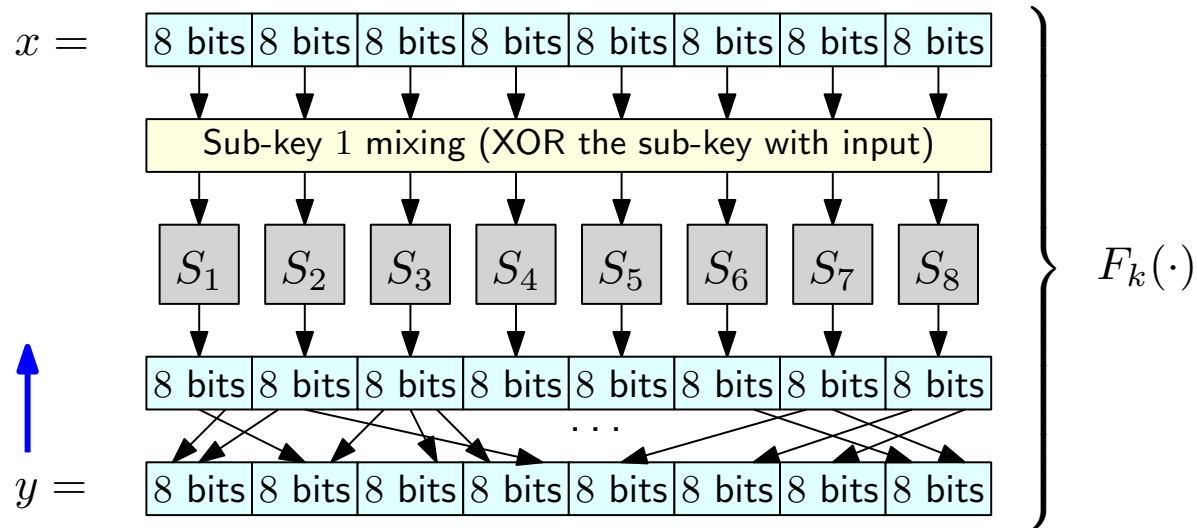 x = 8 bits 8 bits 8 bits 8 bits 8 bits 8 bits 8 bits 8 bits
Sub-key 1 mixing (XOR the sub-key with input)
S₁ S₂ S₃ S₄ S₅ S₆ S₇ S₈
Fₖ(·)
8 bits 8 bits 8 bits 8 bits 8 bits 8 bits 8 bits 8 bits
. . .
y = 8 bits 8 bits 8 bits 8 bits 8 bits 8 bits 8 bits 8 bits